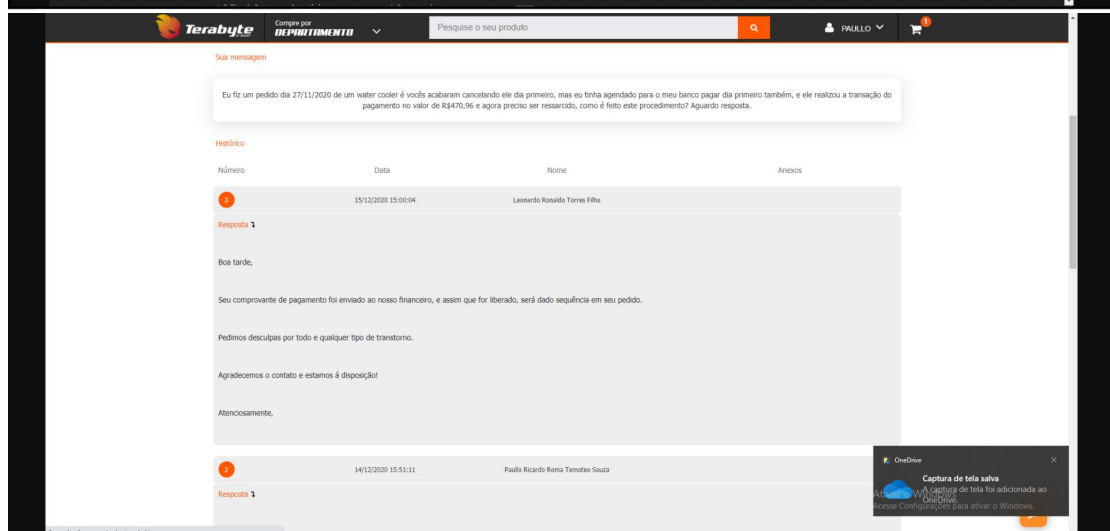 Terabyte
Compre por
DEPARTAMENTO
Pesquise o seu produto
PAULLO
1
Sua mensagem
Eu fiz um pedido dia 27/11/2020 de um water cooler é vocês acabaram cancelando ele dia primeiro, mas eu tinha agendado para o meu banco pagar dia primeiro também, e ele realizou a transação do
pagamento no valor de R$470,96 e agora preciso ser ressarcido, como é feito este procedimento? Aguardo resposta.
Histórico
Número Data Nome Anexos
3 15/12/2020 15:00:04 Leonardo Ronaldo Torres Filho
Resposta
Boa tarde,
Seu comprovante de pagamento foi enviado ao nosso financeiro, e assim que for liberado, será dado sequência em seu pedido.
Pedimos desculpas por todo e qualquer tipo de transtorno.
Agradecemos o contato e estamos á disposição!
Atenciosamente,
2 14/12/2020 15:51:11 Paullo Ricardo Roma Temoteo Souza
Resposta
OneDrive
Captura de tela salva
A captura de tela foi adicionada ao
OneDrive.
Ativar o Windows
Acesse Configurações para ativar o Windows.